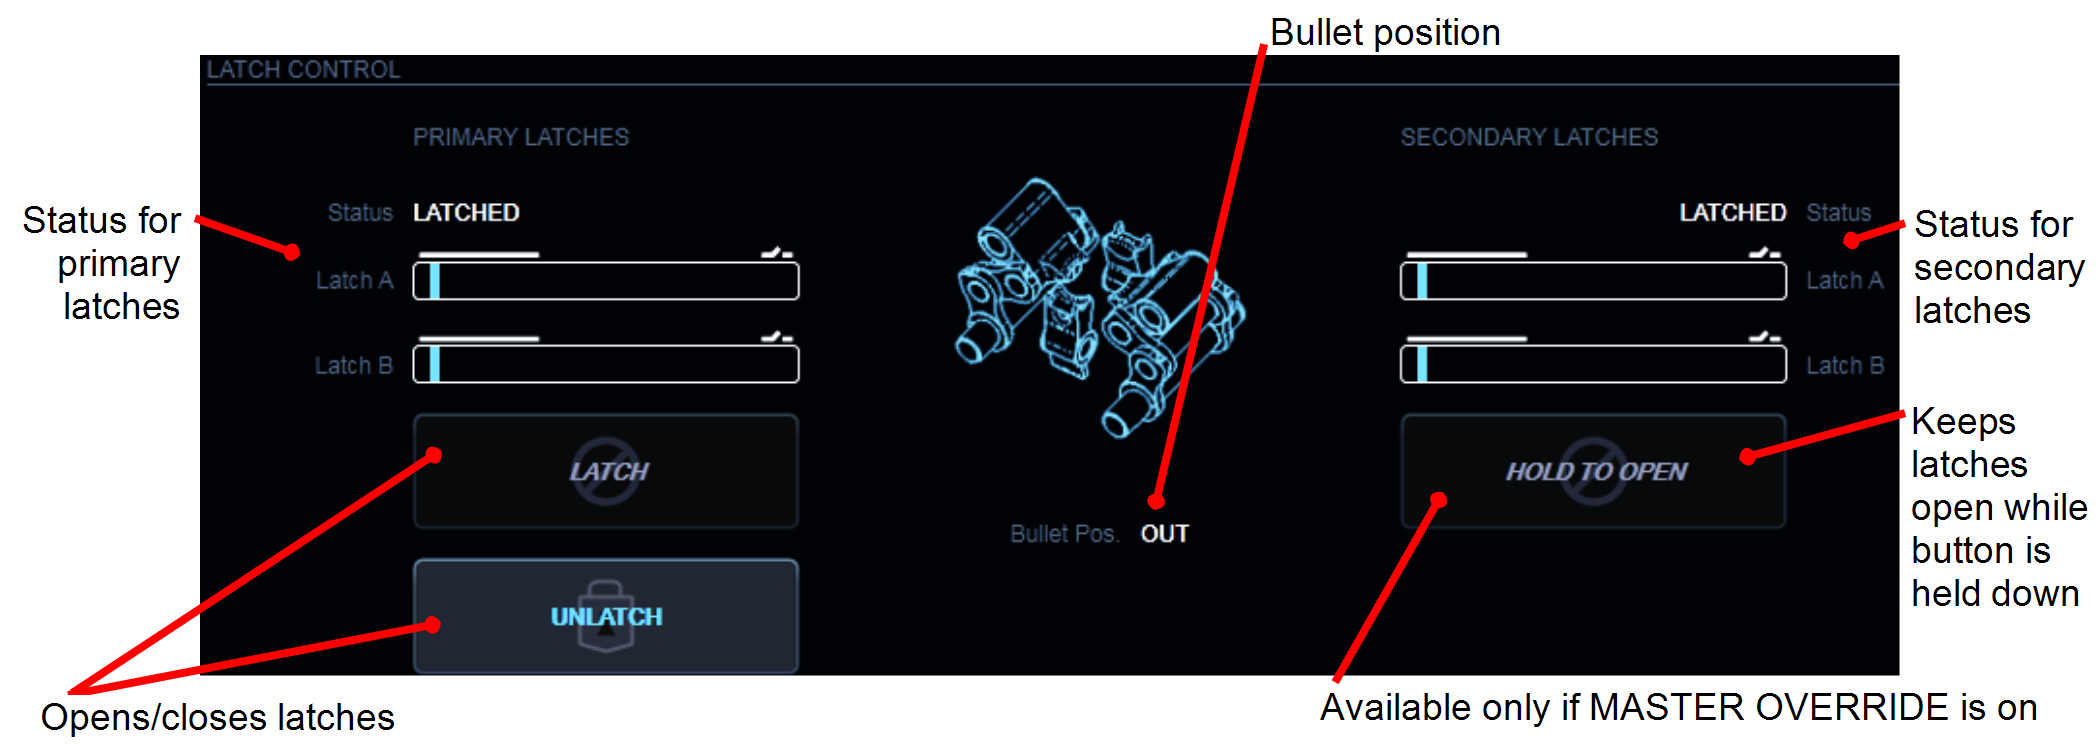 Bullet position
LATCH CONTROL
PRIMARY LATCHES
SECONDARY LATCHES
Status for
primary
latches
Status LATCHED
Latch A
Latch B
LATCH
UNLATCH
Opens/closes latches
Bullet Pos. OUT
LATCHED Status
Latch A
Latch B
HOLD TO OPEN
Status for
secondary
latches
Keeps
latches
open while
button is
held down
Available only if MASTER OVERRIDE is on